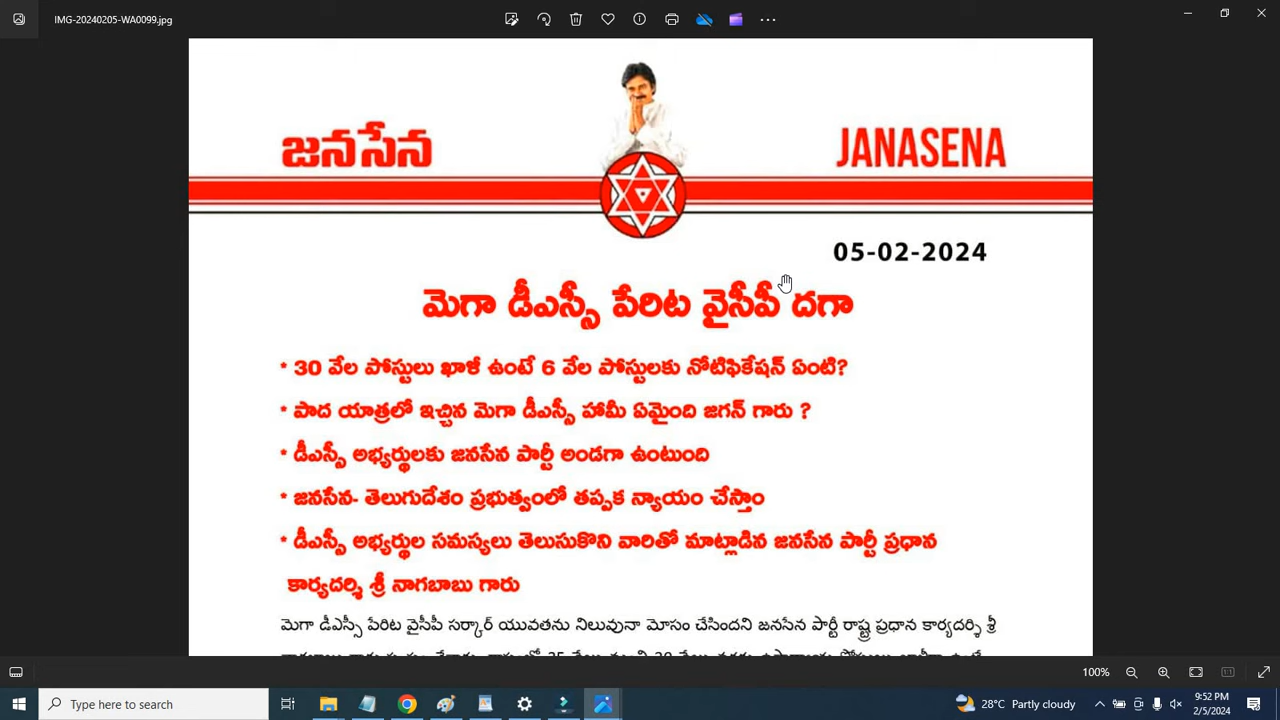 IMG-20240205-WA0099.jpg
జనసేన
JANASENA
05-02-2024
మెగా డీఎస్సీ పేరిట వైసీపీ దగా
* 30 వేల పోస్టులు ఖాళీ ఉంటే 6 వేల పోస్టులకు నోటిఫికేషన్ ఏంటి?
* పాద యాత్రలో ఇచ్చిన మెగా డీఎస్సీ హామీ ఏమైంది జగన్ గారు ?
* డీఎస్సీ అభ్యర్థులకు జనసేన పార్టీ అండగా ఉంటుంది
* జనసేన- తెలుగుదేశం ప్రభుత్వంలో తప్పక న్యాయం చేస్తాం
* డీఎస్సీ అభ్యర్థుల సమస్యలు తెలుసుకొని వారితో మాట్లాడిన జనసేన పార్టీ ప్రధాన
కార్యదర్శి శ్రీ నాగబాబు గారు
మెగా డీఎస్సీ పేరిట వైసీపీ సర్కార్ యువతను నిలువునా మోసం చేసిందని జనసేన పార్టీ రాష్ట్ర ప్రధాన కార్యదర్శి శ్రీ
100%
Type here to search
28°C Partly cloudy
9:52 PM
2/5/2024